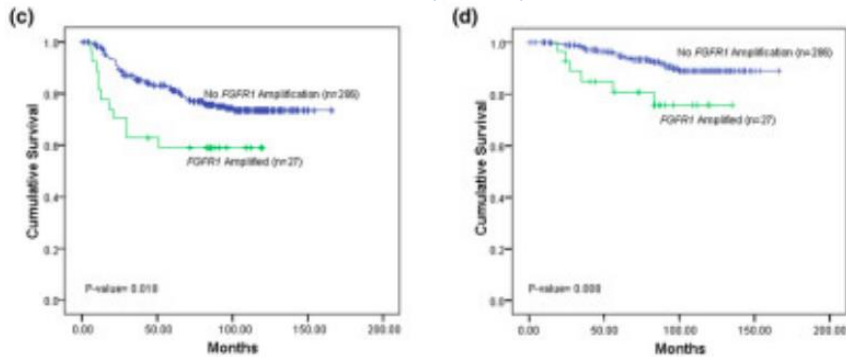 (c)
Cumulative Survival
1.0
0.8
0.6
0.4
0.2
0.0
No FGFR1 Amplification (n=286)
FGFR1 Amplified (n=27)
P-value= 0.010
0.00 50.00 100.00 150.00 200.00
Months
(d)
Cumulative Survival
1.0
0.8
0.6
0.4
0.2
0.0
No FGFR1 Amplification (n=286)
FGFR1 Amplified (n=27)
0.00 50.00 100.00 150.00 200.00
Months